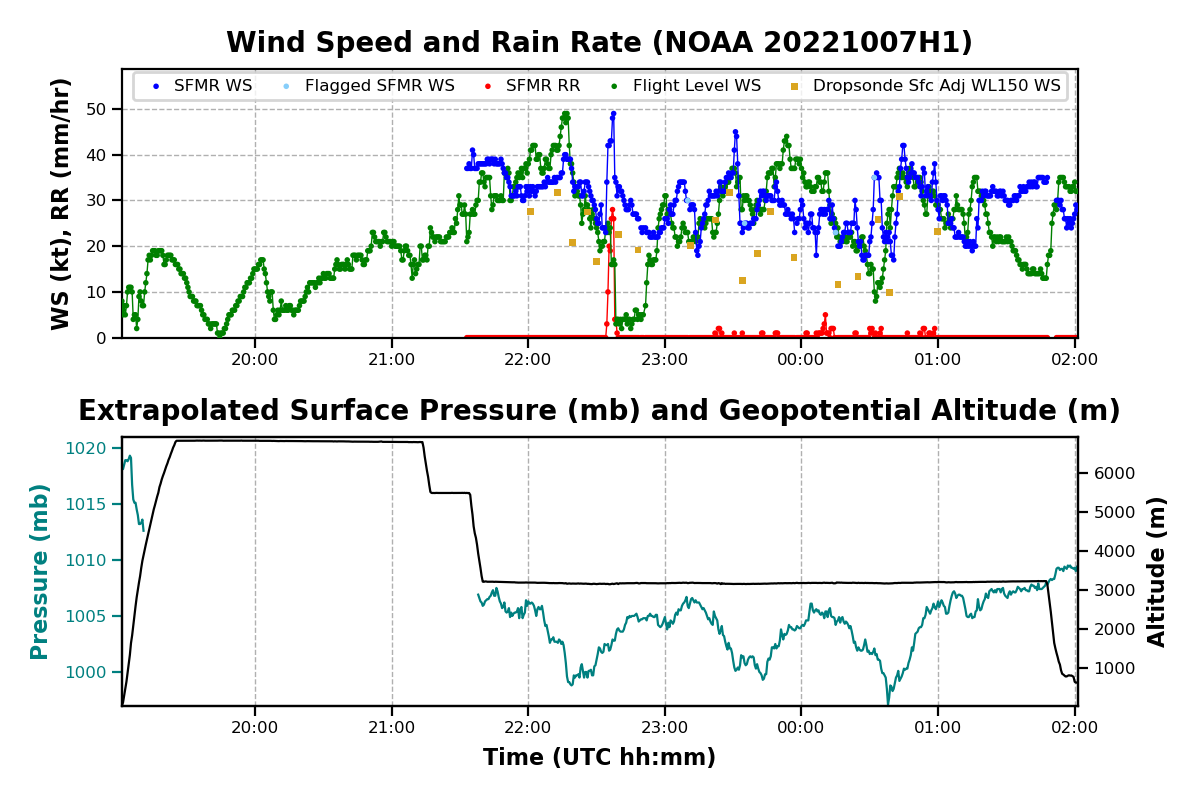 Wind Speed and Rain Rate (NOAA 20221007H1)
SFMR WS Flagged SFMR WS SFMR RR Flight Level WS Dropsonde Sfc Adj WL150 WS
WS (kt), RR (mm/hr)
50
40
30
20
10
0
20:00 21:00 22:00 23:00 00:00 01:00 02:00
Extrapolated Surface Pressure (mb) and Geopotential Altitude (m)
Pressure (mb)
1020
1015
1010
1005
1000
6000
5000
4000
3000
2000
1000
Altitude (m)
20:00 21:00 22:00 23:00 00:00 01:00 02:00
Time (UTC hh:mm)